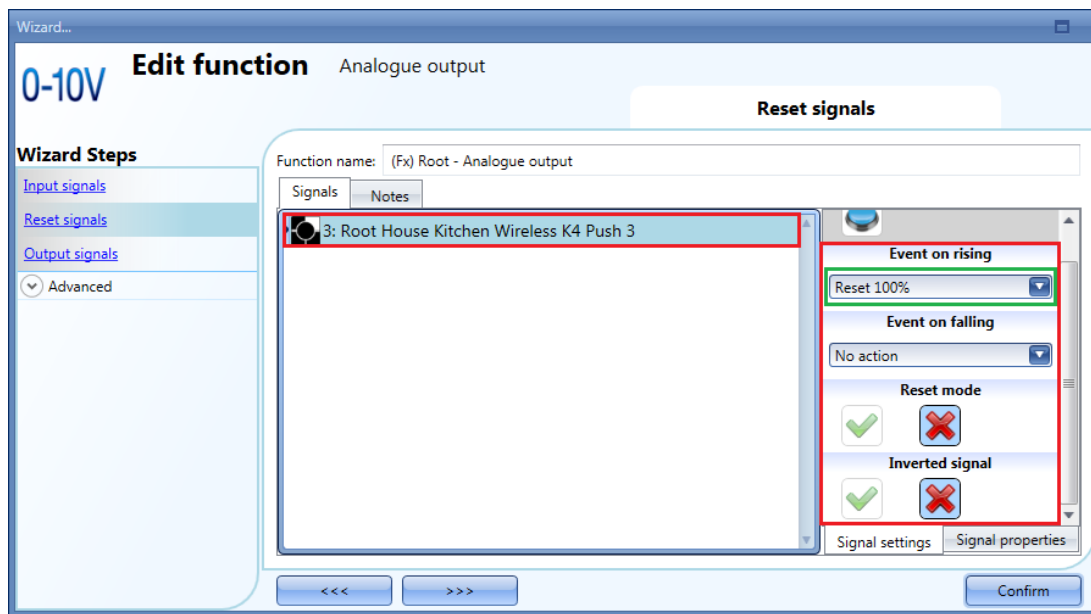 Wizard...
0-10V
Edit function
Analogue output
Reset signals
Wizard Steps
Input signals
Reset signals
Output signals
Advanced
Function name: (Fx) Root - Analogue output
Signals
Notes
3: Root House Kitchen Wireless K4 Push 3
Event on rising
Reset 100%
Event on falling
No action
Reset mode
Inverted signal
Signal settings
Signal properties
<<<
>>>
Confirm